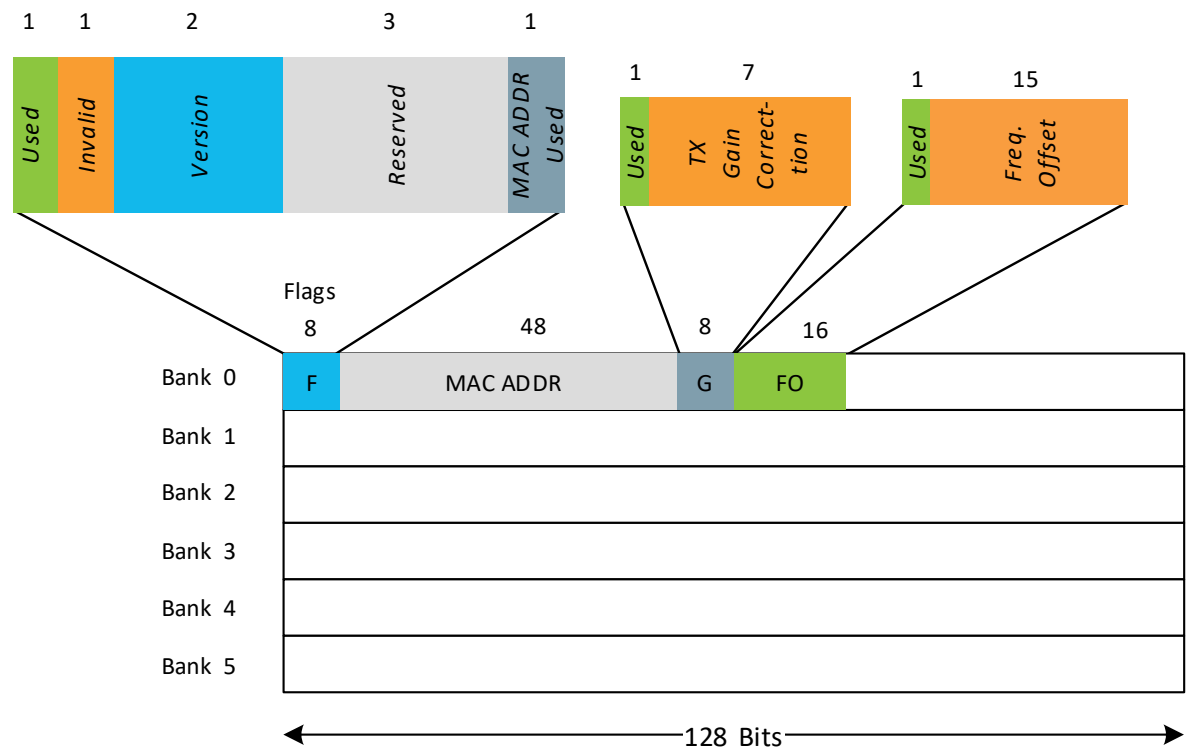 1 1 2 3 1
Used
Invalid
Version
Reserved
MAC ADDR
Used
1 7
Used
TX
Gain
Correct-
tion
1 15
Used
Freq.
Offset
Flags
8 48 8 16
Bank 0 F MAC ADDR G FO
Bank 1
Bank 2
Bank 3
Bank 4
Bank 5
128 Bits